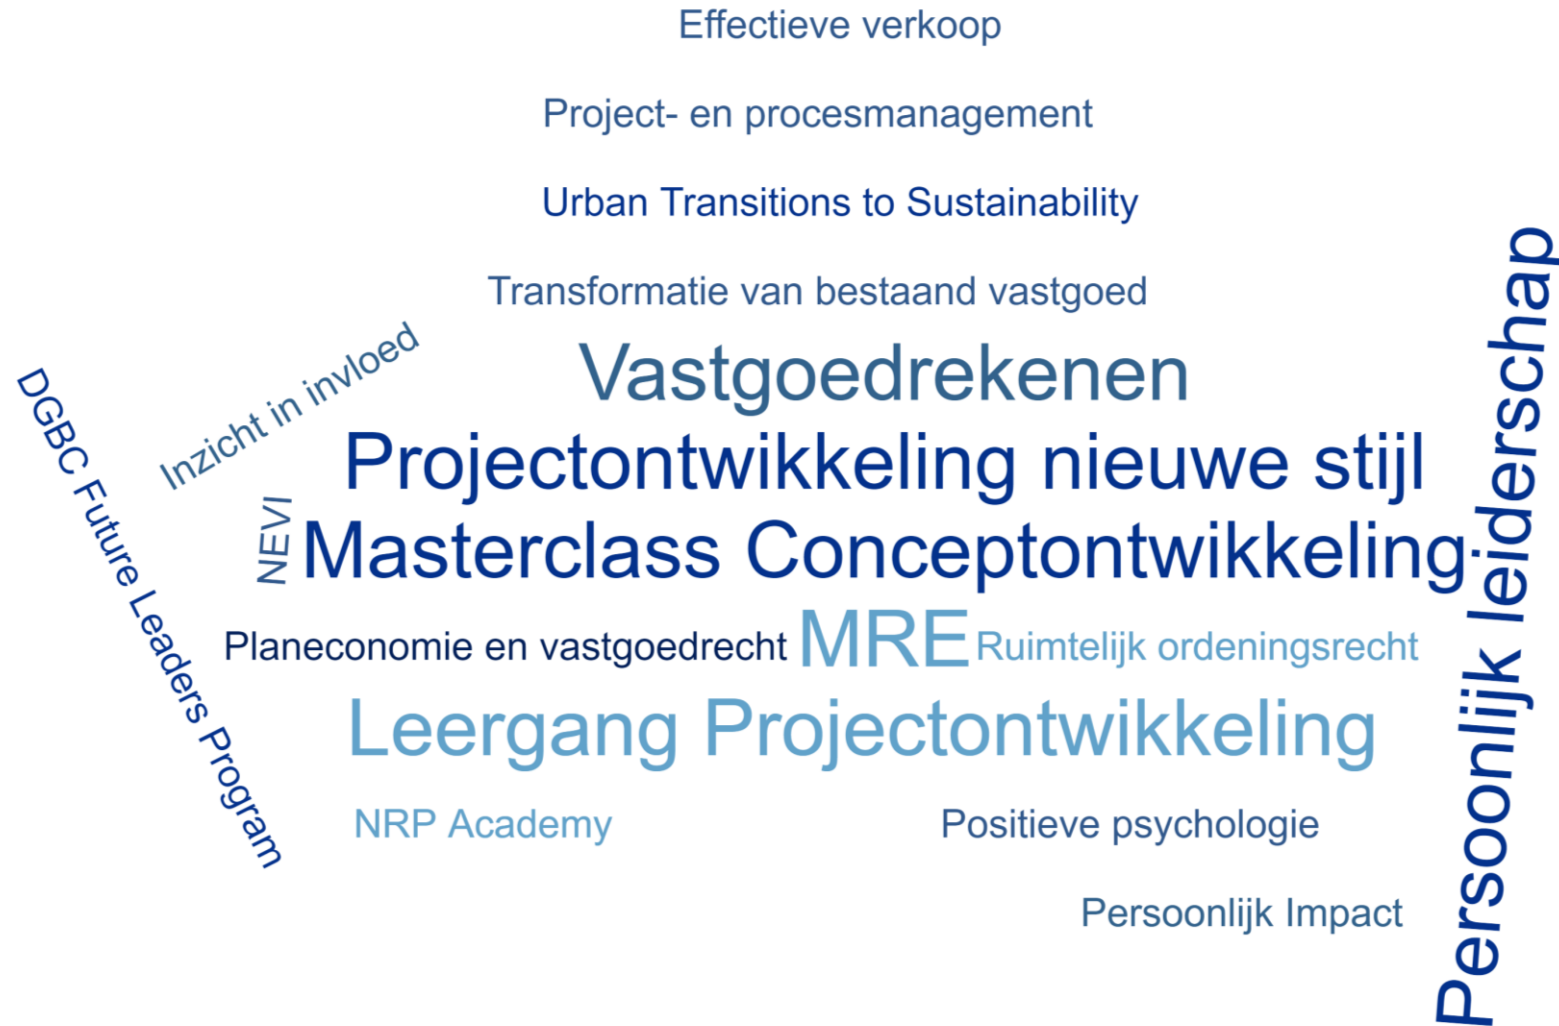 Effectieve verkoop
Project- en procesmanagement
Urban Transitions to Sustainability
Transformatie van bestaand vastgoed
Inzicht in invloed
Vastgoedrekenen
DGBC Future Leaders Program
Projectontwikkeling nieuwe stijl
NEVI
Masterclass Conceptontwikkeling
Persoonlijk leiderschap
Planeconomie en vastgoedrecht
MRE
Ruimtelijk ordeningsrecht
Leergang Projectontwikkeling
NRP Academy
Positieve psychologie
Persoonlijk Impact